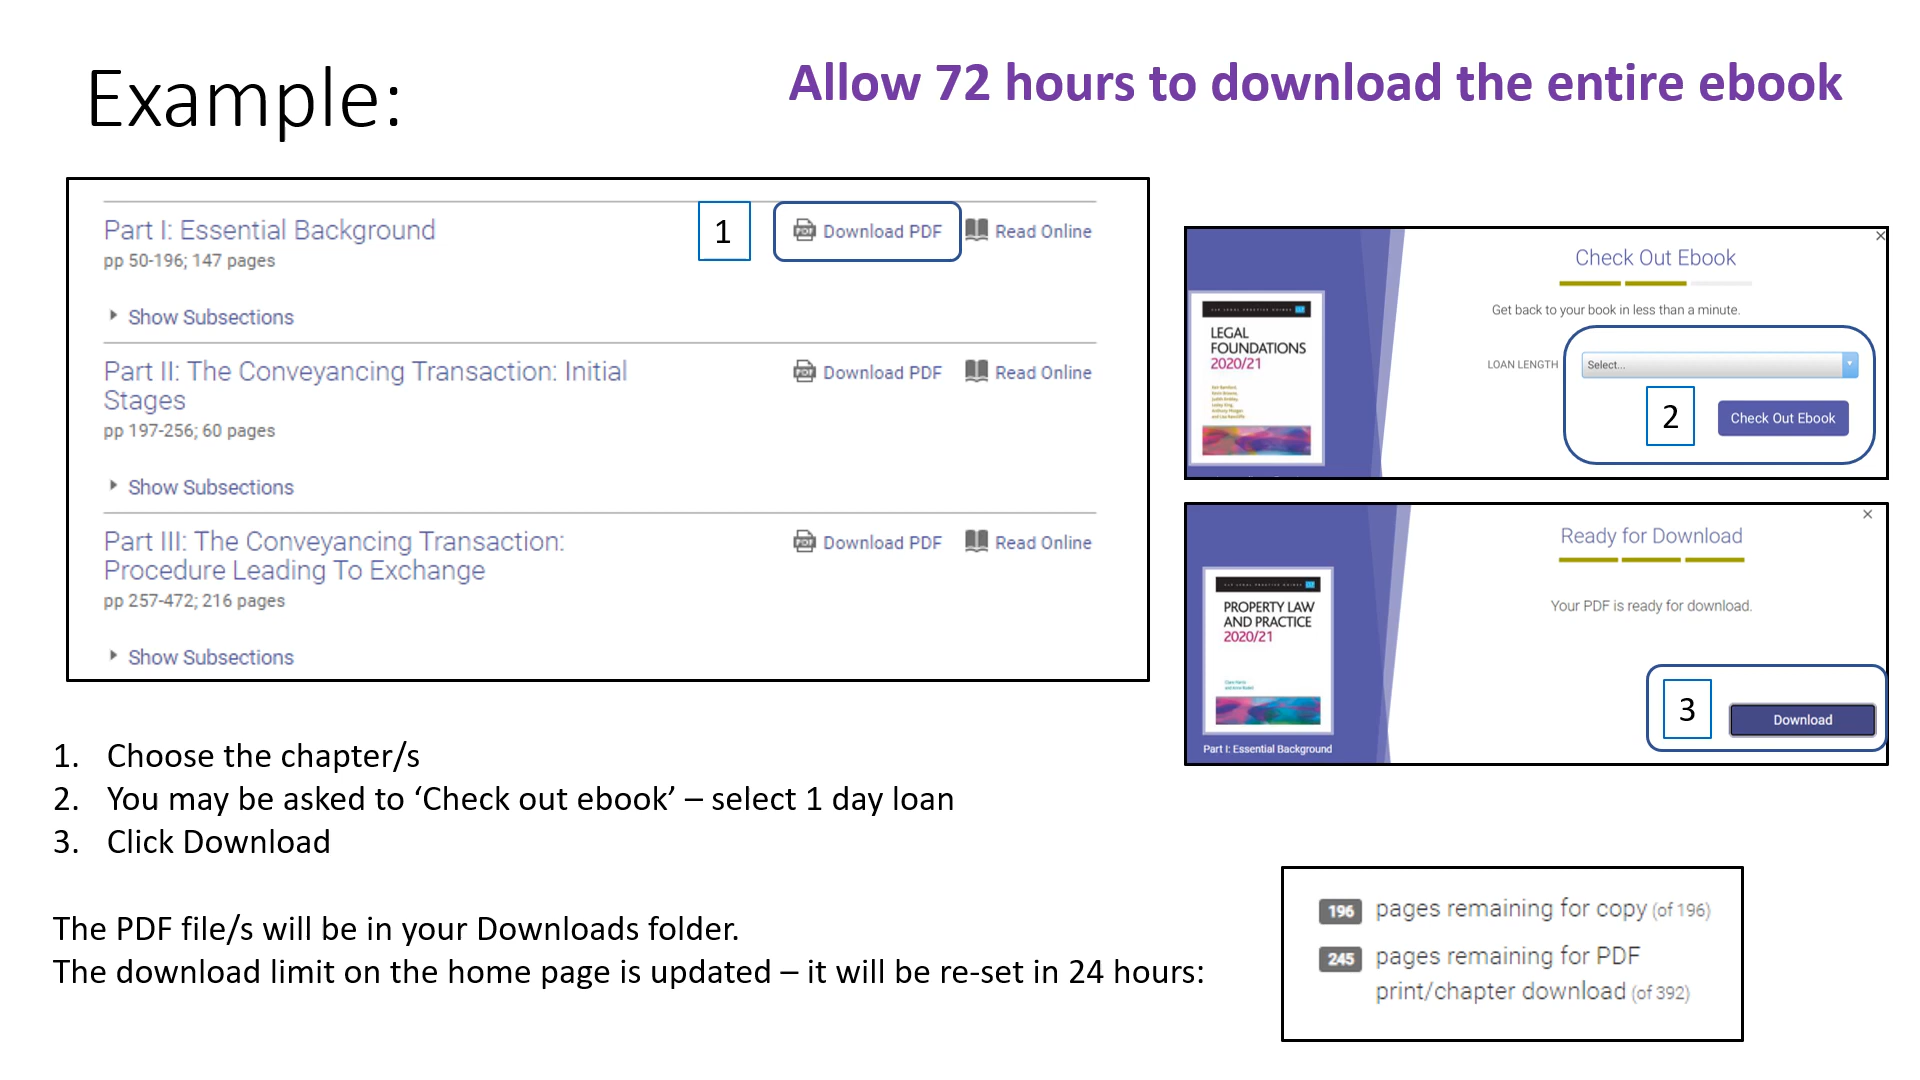 Example:
Allow 72 hours to download the entire ebook
Part I: Essential Background
pp 50-196; 147 pages
1
Download PDF
Read Online
Show Subsections
Part II: The Conveyancing Transaction: Initial
Stages
pp 197-256; 60 pages
Download PDF
Read Online
Show Subsections
Part III: The Conveyancing Transaction:
Procedure Leading To Exchange
pp 257-472; 216 pages
Download PDF
Read Online
Show Subsections
Check Out Ebook
Get back to your book in less than a minute.
LOAN LENGTH
Select...
2
Check Out Ebook
LEGAL
FOUNDATIONS
2020/21
Ready for Download
Your PDF is ready for download.
PROPERTY LAW
AND PRACTICE
2020/21
Part I: Essential Background
3
Download
1. Choose the chapter/s
2. You may be asked to ‘Check out ebook’ – select 1 day loan
3. Click Download
The PDF file/s will be in your Downloads folder.
The download limit on the home page is updated – it will be re-set in 24 hours:
196 pages remaining for copy (of 196)
245 pages remaining for PDF
print/chapter download (of 392)